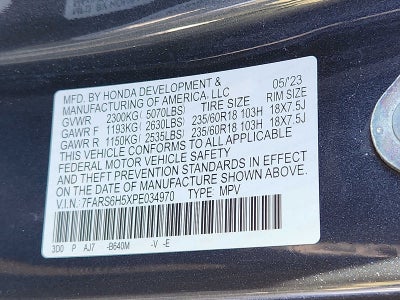 MFD. BY HONDA DEVELOPMENT & 05/23
MANUFACTURING OF AMERICA, LLC
GVWR 2300KG( 5070LBS) TIRE SIZE RIM SIZE
GAWR F 1193KG( 2630LBS) 235/60R18 103H 18X7.5J
GAWR R 1150KG( 2535LBS) 235/60R18 103H 18X7.5J
THIS VEHICLE CONFORMS TO ALL APPLICABLE
FEDERAL MOTOR VEHICLE SAFETY
AND THEFT PREVENTION STANDARDS IN EFFECT
ON THE DATE OF MANUFACTURE SHOWN ABOVE.
V.I.N.: 7FARS6H5XPE034970 TYPE: MPV
3D0 P AJ7 -B640M -V -E